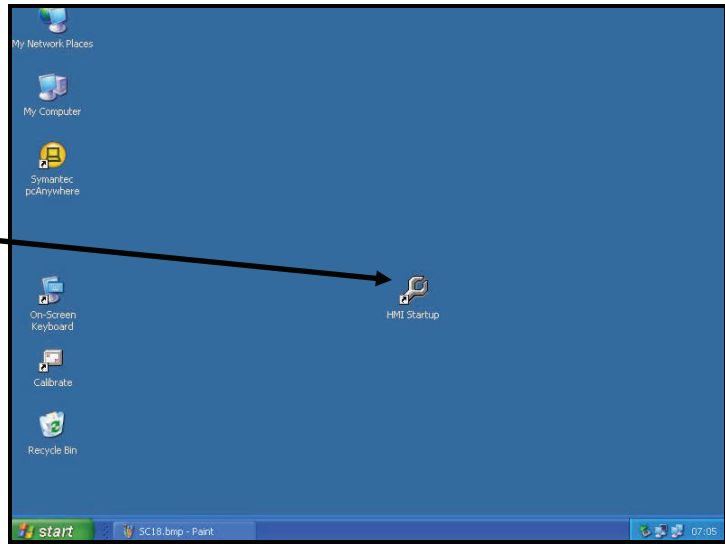 My Network Places
My Computer
Symantec
pcAnywhere
On-Screen
Keyboard
HMI Startup
Calibrate
Recycle Bin
start
SC18.bmp - Paint
07:05